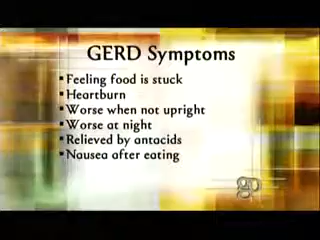 GERD Symptoms
▪Feeling food is stuck
▪Heartburn
▪Worse when not upright
▪Worse at night
▪Relieved by antacids
▪Nausea after eating
gp